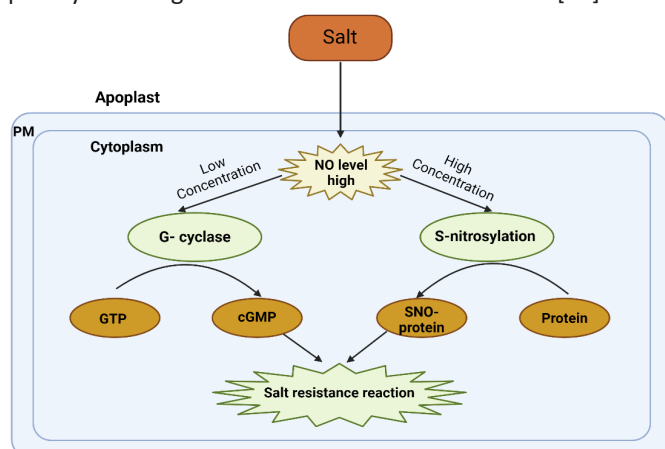 Salt
Apoplast
PM
Cytoplasm
NO level
high
Low
Concentration
High
Concentration
G- cyclase
S-nitrosylation
GTP
cGMP
SNO-
protein
Protein
Salt resistance reaction